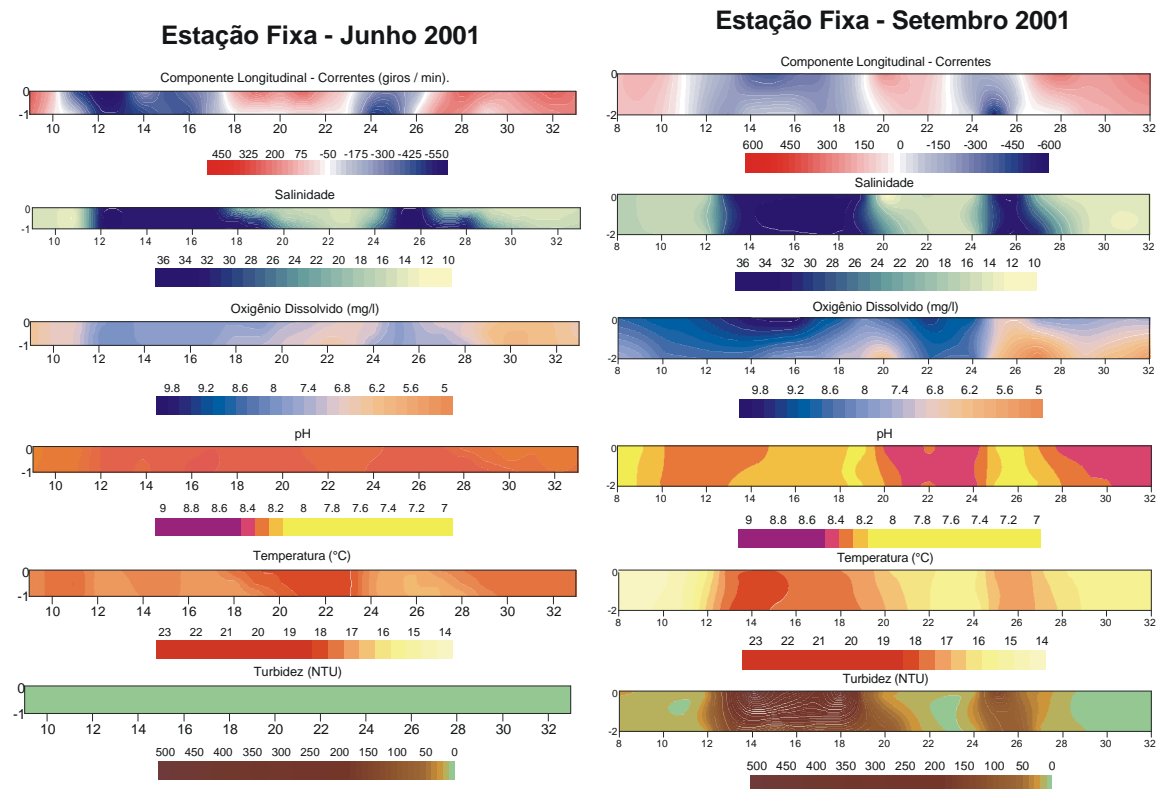 Estação Fixa - Junho 2001
Componente Longitudinal - Correntes (giros / min).
0
-1
10 12 14 16 18 20 22 24 26 28 30 32
450 325 200 75 -50 -175 -300 -425 -550
Salinidade
0
-1
10 12 14 16 18 20 22 24 26 28 30 32
36 34 32 30 28 26 24 22 20 18 16 14 12 10
Oxigênio Dissolvido (mg/l)
0
-1
10 12 14 16 18 20 22 24 26 28 30 32
9.8 9.2 8.6 8 7.4 6.8 6.2 5.6 5
pH
0
-1
10 12 14 16 18 20 22 24 26 28 30 32
9 8.8 8.6 8.4 8.2 8 7.8 7.6 7.4 7.2 7
Temperatura (°C)
0
-1
10 12 14 16 18 20 22 24 26 28 30 32
23 22 21 20 19 18 17 16 15 14
Turbidez (NTU)
0
-1
10 12 14 16 18 20 22 24 26 28 30 32
500 450 400 350 300 250 200 150 100 50 0
Estação Fixa - Setembro 2001
Componente Longitudinal - Correntes
0
-2
8 10 12 14 16 18 20 22 24 26 28 30 32
600 450 300 150 0 -150 -300 -450 -600
Salinidade
0
-2
8 10 12 14 16 18 20 22 24 26 28 30 32
36 34 32 30 28 26 24 22 20 18 16 14 12 10
Oxigênio Dissolvido (mg/l)
0
-2
8 10 12 14 16 18 20 22 24 26 28 30 32
9.8 9.2 8.6 8 7.4 6.8 6.2 5.6 5
pH
0
-2
8 10 12 14 16 18 20 22 24 26 28 30 32
9 8.8 8.6 8.4 8.2 8 7.8 7.6 7.4 7.2 7
Temperatura (°C)
0
-2
8 10 12 14 16 18 20 22 24 26 28 30 32
23 22 21 20 19 18 17 16 15 14
Turbidez (NTU)
0
-2
8 10 12 14 16 18 20 22 24 26 28 30 32
500 450 400 350 300 250 200 150 100 50 0